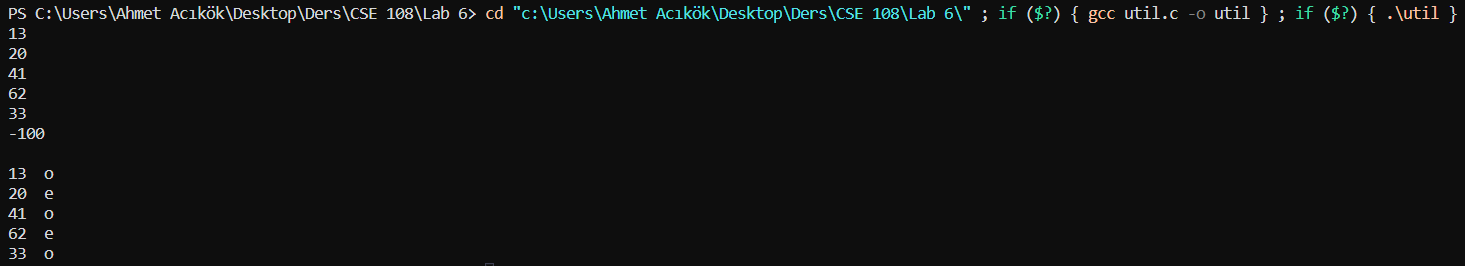 PS C:\Users\Ahmet Acıkök\Desktop\Ders\CSE 108\Lab 6> cd "c:\Users\Ahmet Acıkök\Desktop\Ders\CSE 108\Lab 6\" ; if ($?) { gcc util.c -o util } ; if ($?) { .\util }
13
20
41
62
33
-100

13  o
20  e
41  o
62  e
33  o